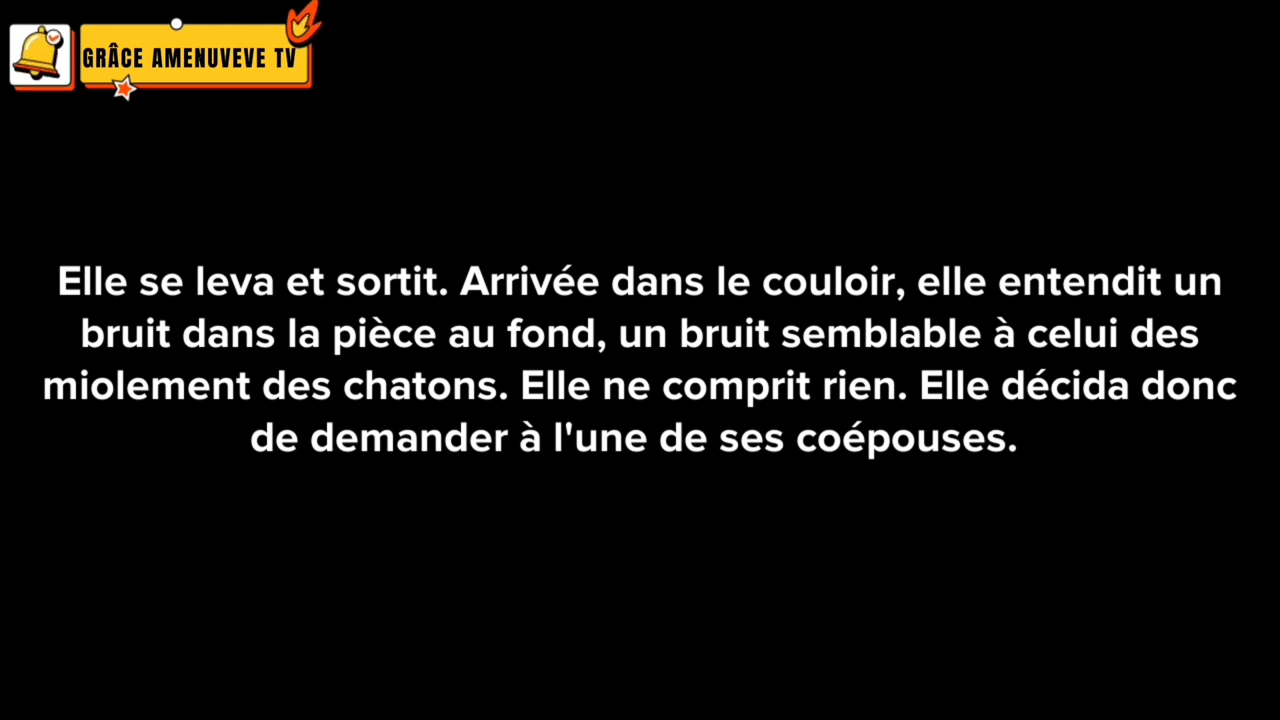 GRÂCE AMENUVEVE TV
Elle se leva et sortit. Arrivée dans le couloir, elle entendit un
bruit dans la pièce au fond, un bruit semblable à celui des
miolement des chatons. Elle ne comprit rien. Elle décida donc
de demander à l'une de ses coépouses.